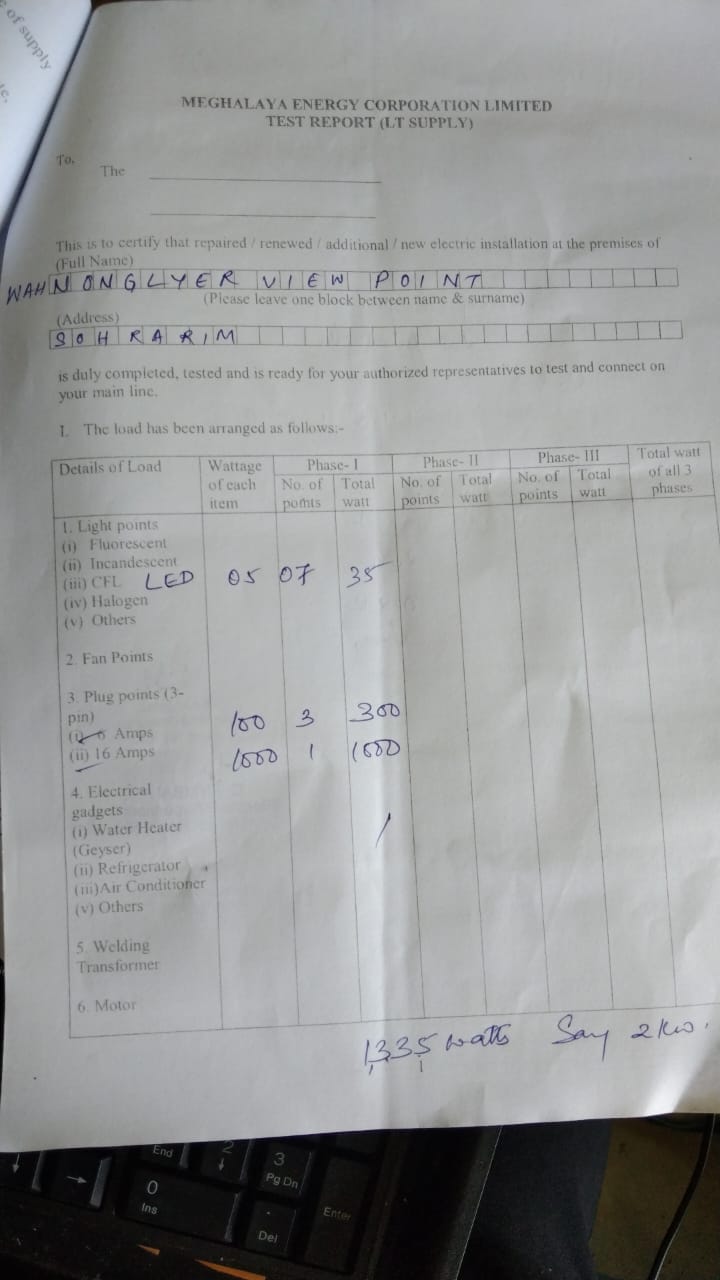 of supply
MEGHALAYA ENERGY CORPORATION LIMITED
TEST REPORT (LT SUPPLY)
To,
The
This is to certify that repaired / renewed / additional / new electric installation at the premises of
(Full Name)
WAHNONGLYER VIEW POINT
(Please leave one block between name & surname)
(Address)
SOHRARIM
is duly completed, tested and is ready for your authorized representatives to test and connect on
your main line.
I. The load has been arranged as follows:-
Details of Load Wattage of each item Phase- I Phase- II Phase- III Total watt of all 3 phases
No. of points Total watt No. of points Total watt No. of points Total watt
1. Light points
(i) Fluorescent
(ii) Incandescent
(iii) CFL LED 05 07 35
(iv) Halogen
(v) Others
2. Fan Points
3. Plug points (3-
pin)
(i) 6 Amps 100 3 300
(ii) 16 Amps 1000 1 1000
4. Electrical
gadgets
(i) Water Heater
(Geyser)
(ii) Refrigerator
(iii)Air Conditioner
(v) Others
5. Welding
Transformer
6. Motor
1335 watts Say 2 kw.
End
2
3
Pg Dn
0
Ins
Enter
.
Del